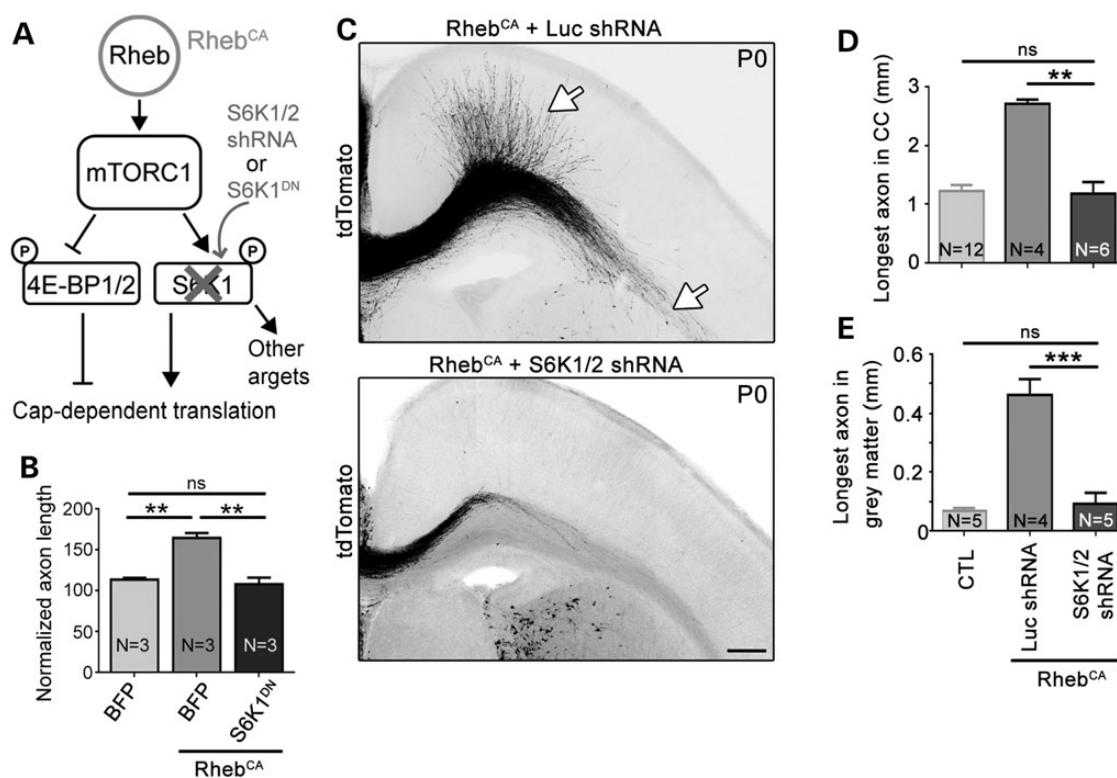 A
Rheb
Rheb^CA
mTORC1
S6K1/2
shRNA
or
S6K1^DN
P
P
4E-BP1/2
S6K1
Other
argets
Cap-dependent translation
B
ns
** **
Normalized axon length
200
150
100
50
0
N=3
N=3
N=3
BFP
BFP
S6K1^DN
Rheb^CA
C
Rheb^CA + Luc shRNA
P0
tdTomato
Rheb^CA + S6K1/2 shRNA
P0
tdTomato
D
ns
**
Longest axon in CC (mm)
3
2
1
0
N=12
N=4
N=6
E
ns
***
Longest axon in
grey matter (mm)
0.6
0.4
0.2
0
N=5
N=4
N=5
CTL
Luc shRNA
S6K1/2
shRNA
Rheb^CA